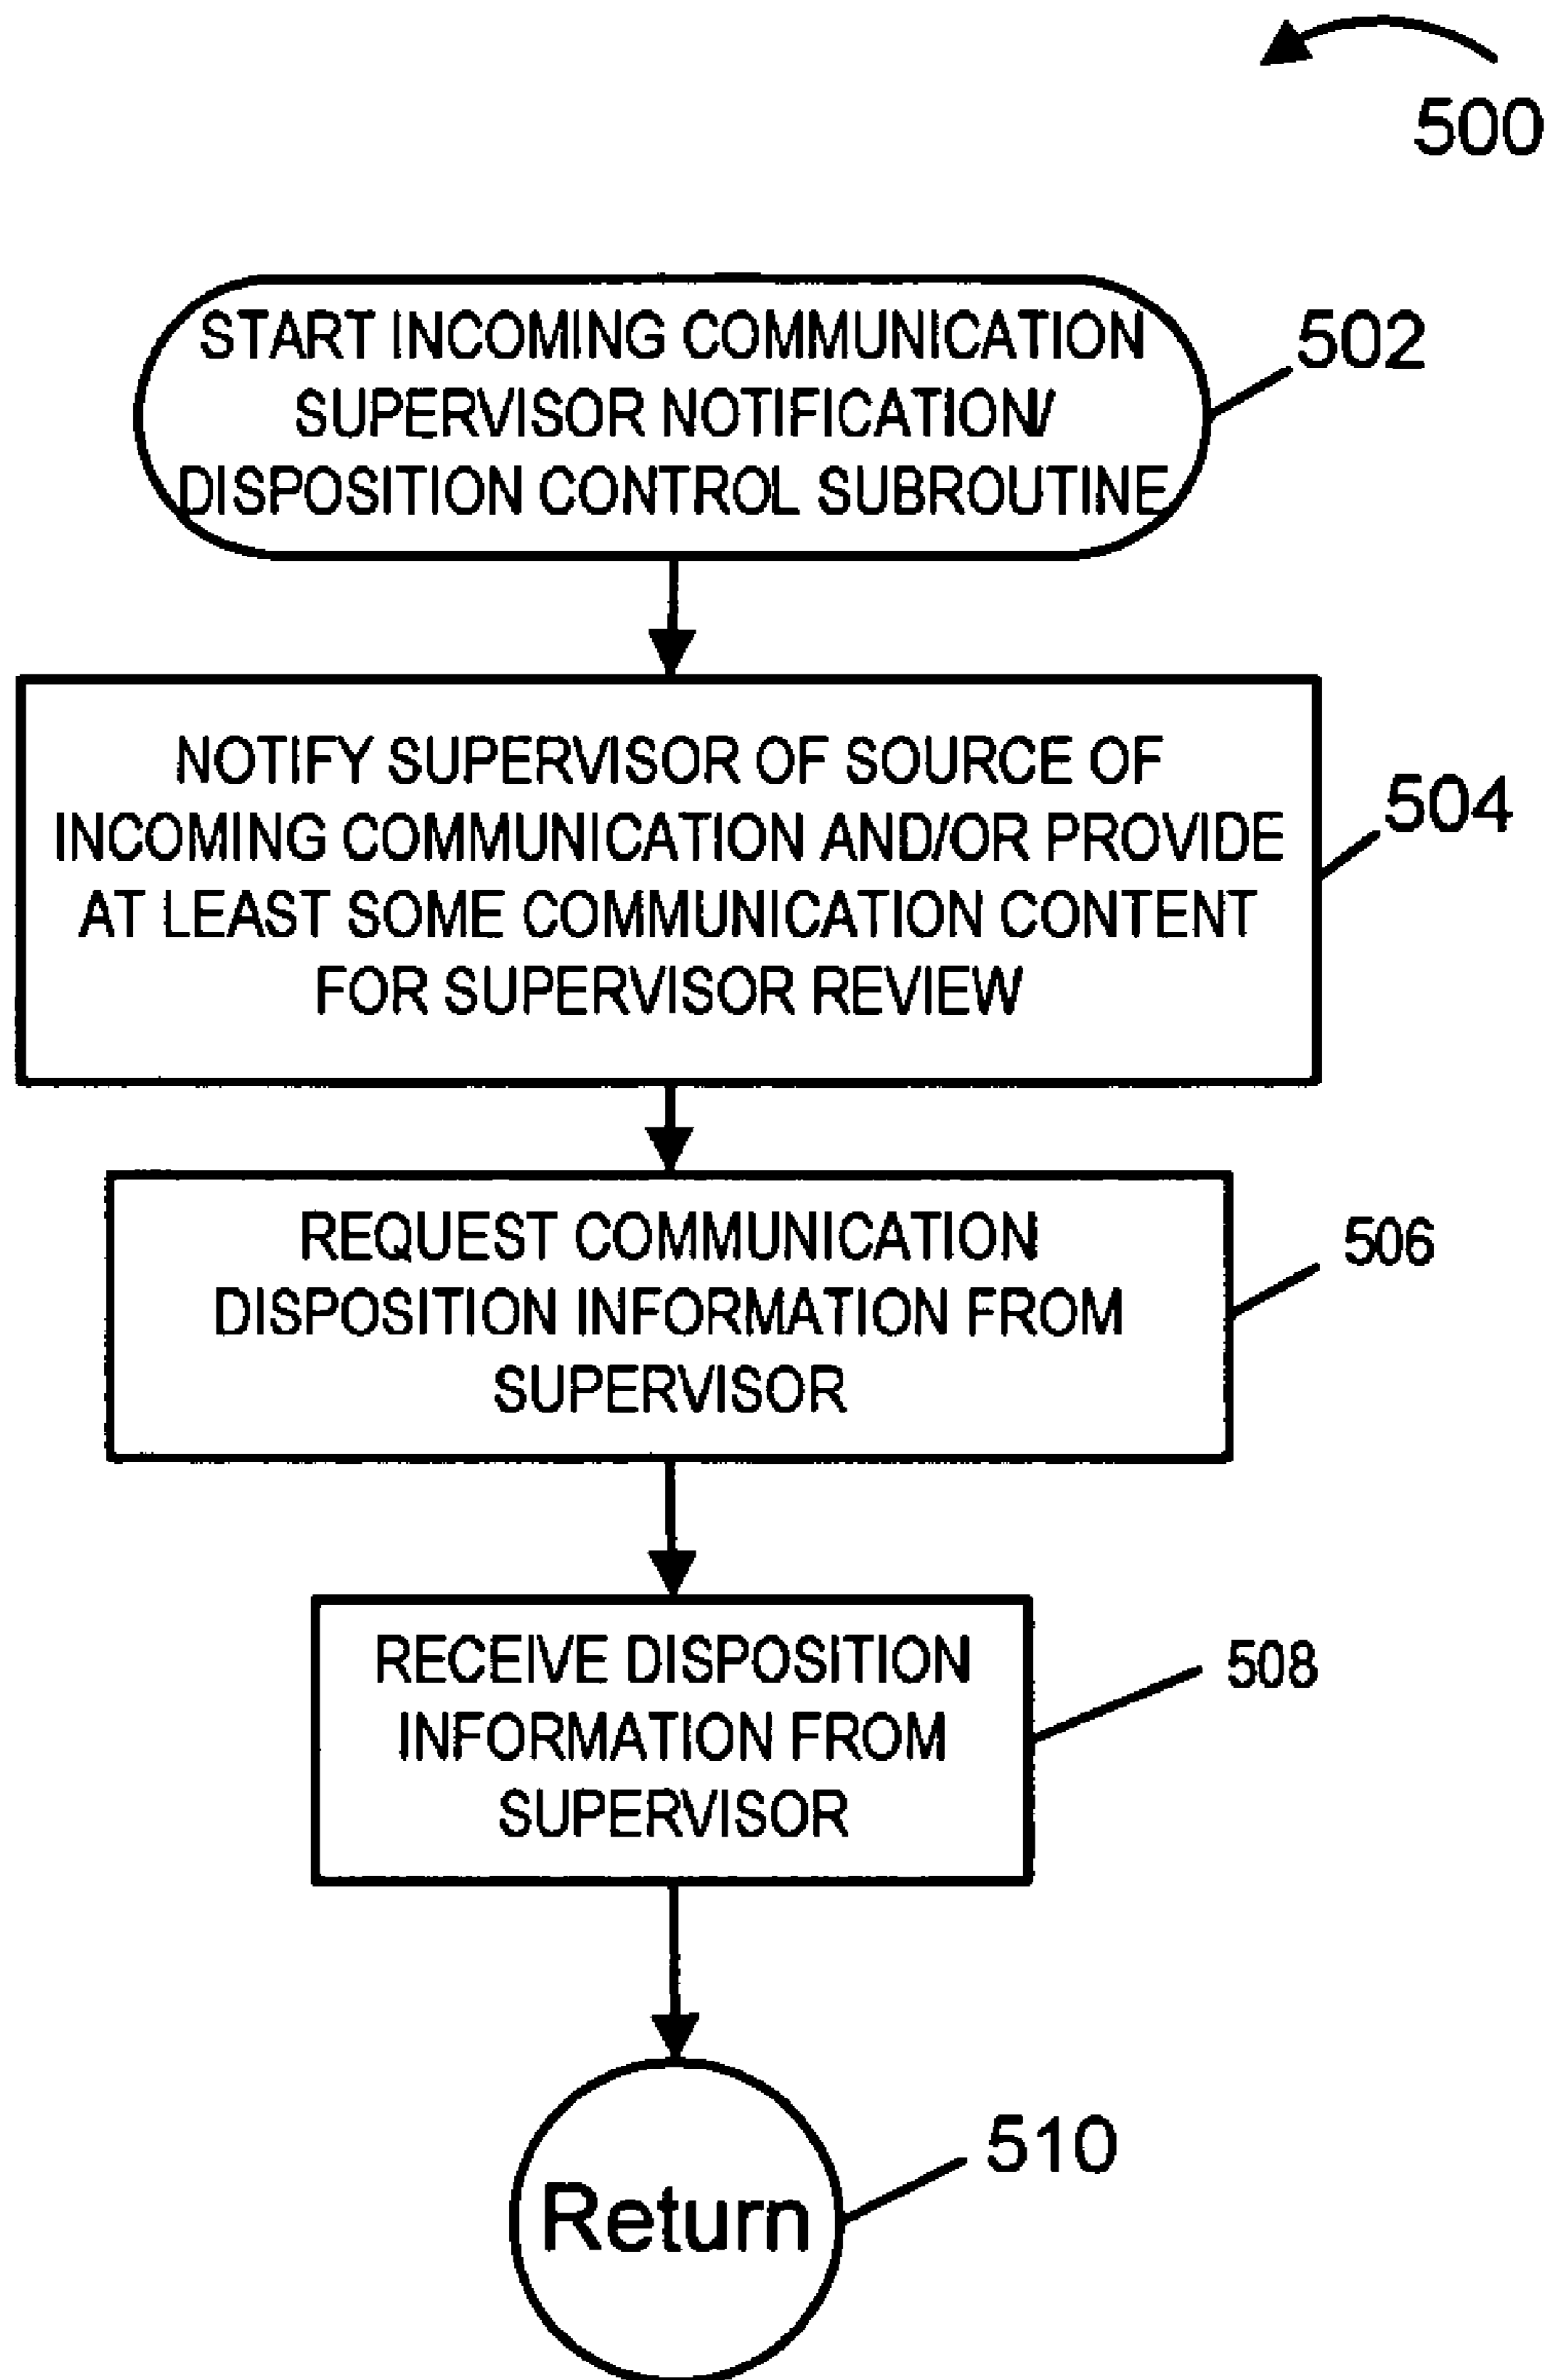 500
START INCOMING COMMUNICATION
SUPERVISOR NOTIFICATION/
DISPOSITION CONTROL SUBROUTINE
502
NOTIFY SUPERVISOR OF SOURCE OF
INCOMING COMMUNICATION AND/OR PROVIDE
AT LEAST SOME COMMUNICATION CONTENT
FOR SUPERVISOR REVIEW
504
REQUEST COMMUNICATION
DISPOSITION INFORMATION FROM
SUPERVISOR
506
RECEIVE DISPOSITION
INFORMATION FROM
SUPERVISOR
508
Return
510